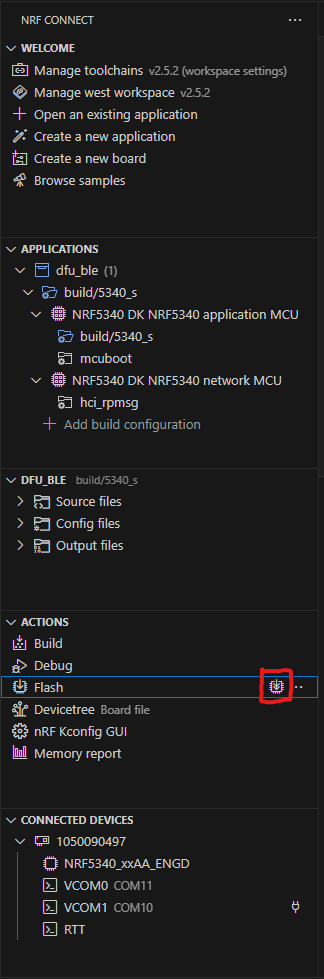 NRF CONNECT
WELCOME
Manage toolchains v2.5.2 (workspace settings)
Manage west workspace v2.5.2
Open an existing application
Create a new application
Create a new board
Browse samples
APPLICATIONS
dfu_ble (1)
build/5340_s
NRF5340 DK NRF5340 application MCU
build/5340_s
mcuboot
NRF5340 DK NRF5340 network MCU
hci_rpmsg
Add build configuration
DFU_BLE build/5340_s
Source files
Config files
Output files
ACTIONS
Build
Debug
Flash
Devicetree Board file
nRF Kconfig GUI
Memory report
CONNECTED DEVICES
1050090497
NRF5340_xxAA_ENGD
VCOM0 COM11
VCOM1 COM10
RTT